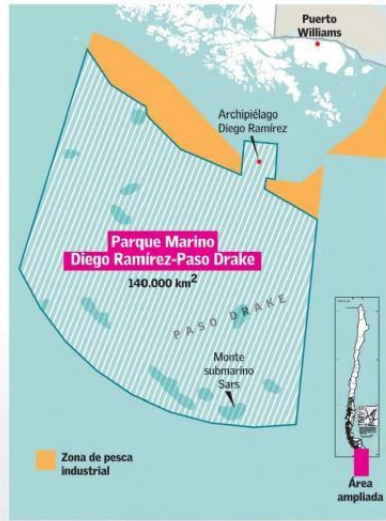 Puerto
Williams
Archipiélago
Diego Ramírez
Parque Marino
Diego Ramírez-Paso Drake
140.000 km²
PASO DRAKE
Monte
submarino
Sars
Zona de pesca
industrial
Área
ampliada